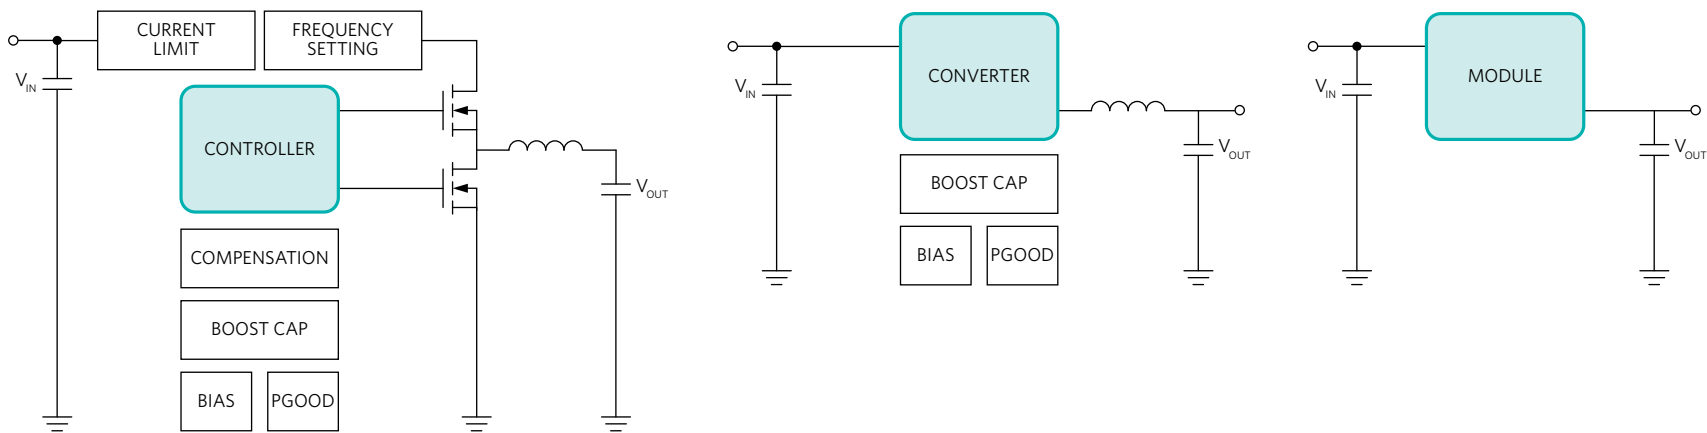 CURRENT
LIMIT
FREQUENCY
SETTING
VIN
CONTROLLER
VOUT
COMPENSATION
BOOST CAP
BIAS
PGOOD
CONVERTER
VIN
VOUT
BOOST CAP
BIAS
PGOOD
MODULE
VIN
VOUT